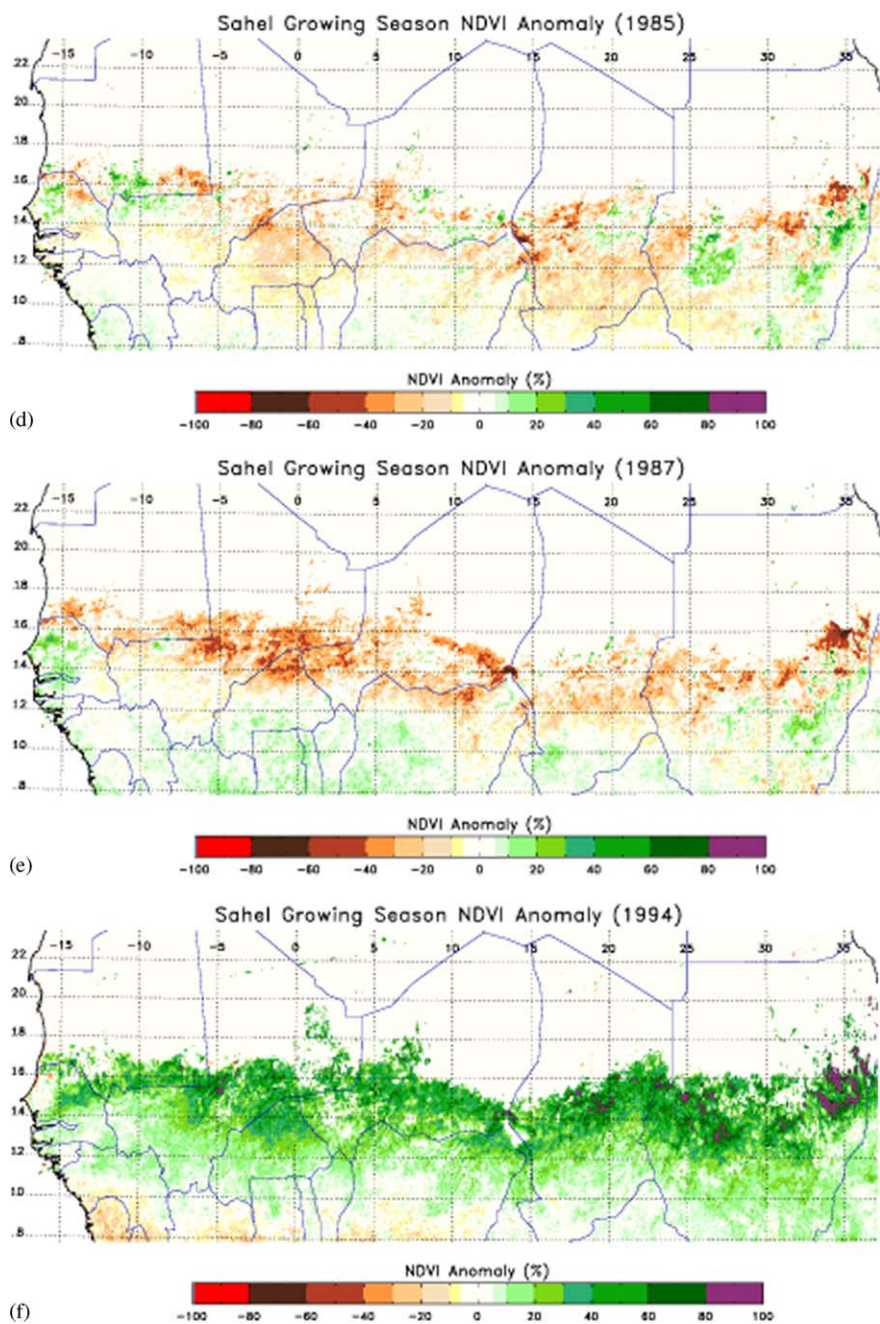 Sahel Growing Season NDVI Anomaly (1985)
-15 -10 -5 0 5 10 15 20 25 30 35
22
20
18
16
14
12
10
8
NDVI Anomaly (%)
-100 -80 -60 -40 -20 0 20 40 60 80 100
(d)
Sahel Growing Season NDVI Anomaly (1987)
-15 -10 -5 0 5 10 15 20 25 30 35
22
20
18
16
14
12
10
8
NDVI Anomaly (%)
-100 -80 -60 -40 -20 0 20 40 60 80 100
(e)
Sahel Growing Season NDVI Anomaly (1994)
-15 -10 -5 0 5 10 15 20 25 30 35
22
20
18
16
14
12
10
8
NDVI Anomaly (%)
-100 -80 -60 -40 -20 0 20 40 60 80 100
(f)